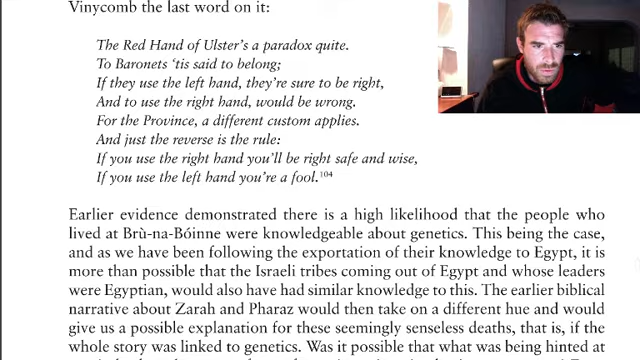 Vinycomb the last word on it:
The Red Hand of Ulster's a paradox quite.
To Baronets ‘tis said to belong;
If they use the left hand, they're sure to be right,
And to use the right hand, would be wrong.
For the Province, a different custom applies.
And just the reverse is the rule:
If you use the right hand you'll be right safe and wise,
If you use the left hand you're a fool.104
Earlier evidence demonstrated there is a high likelihood that the people who
lived at Brù-na-Bóinne were knowledgeable about genetics. This being the case,
and as we have been following the exportation of their knowledge to Egypt, it is
more than possible that the Israeli tribes coming out of Egypt and whose leaders
were Egyptian, would also have had similar knowledge to this. The earlier biblical
narrative about Zarah and Pharaz would then take on a different hue and would
give us a possible explanation for these seemingly senseless deaths, that is, if the
whole story was linked to genetics. Was it possible that what was being hinted at